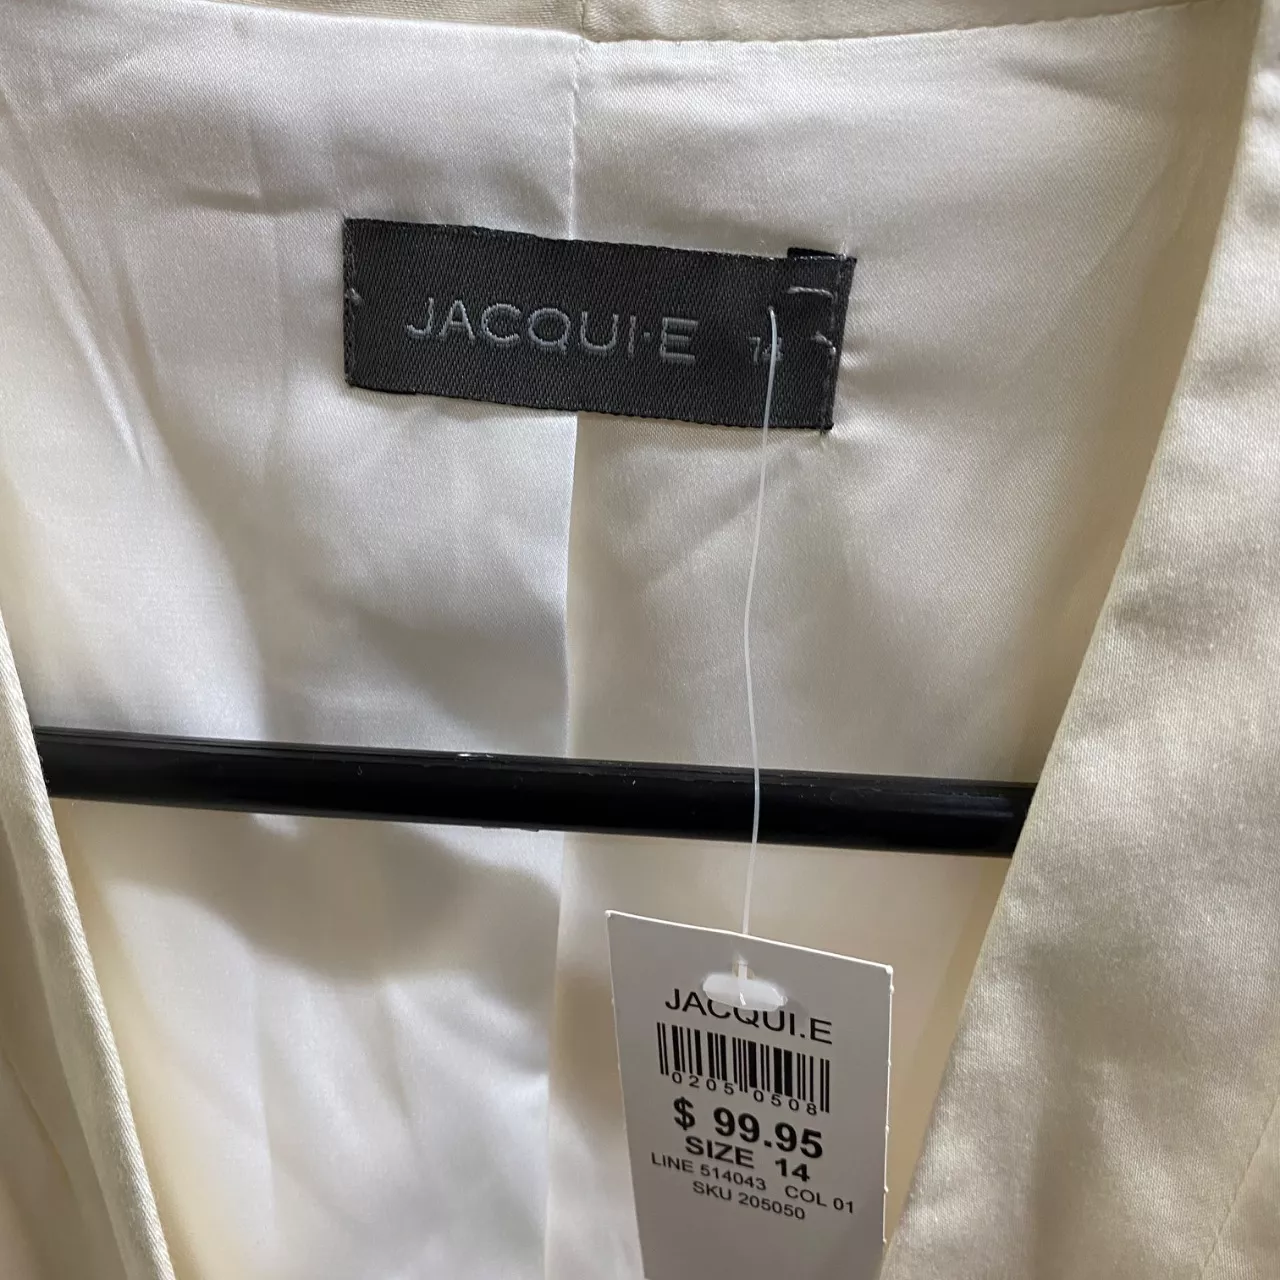 JACQUI·E 14
JACQUI.E
0205 0508
$ 99.95
SIZE 14
LINE 514043 COL 01
SKU 205050